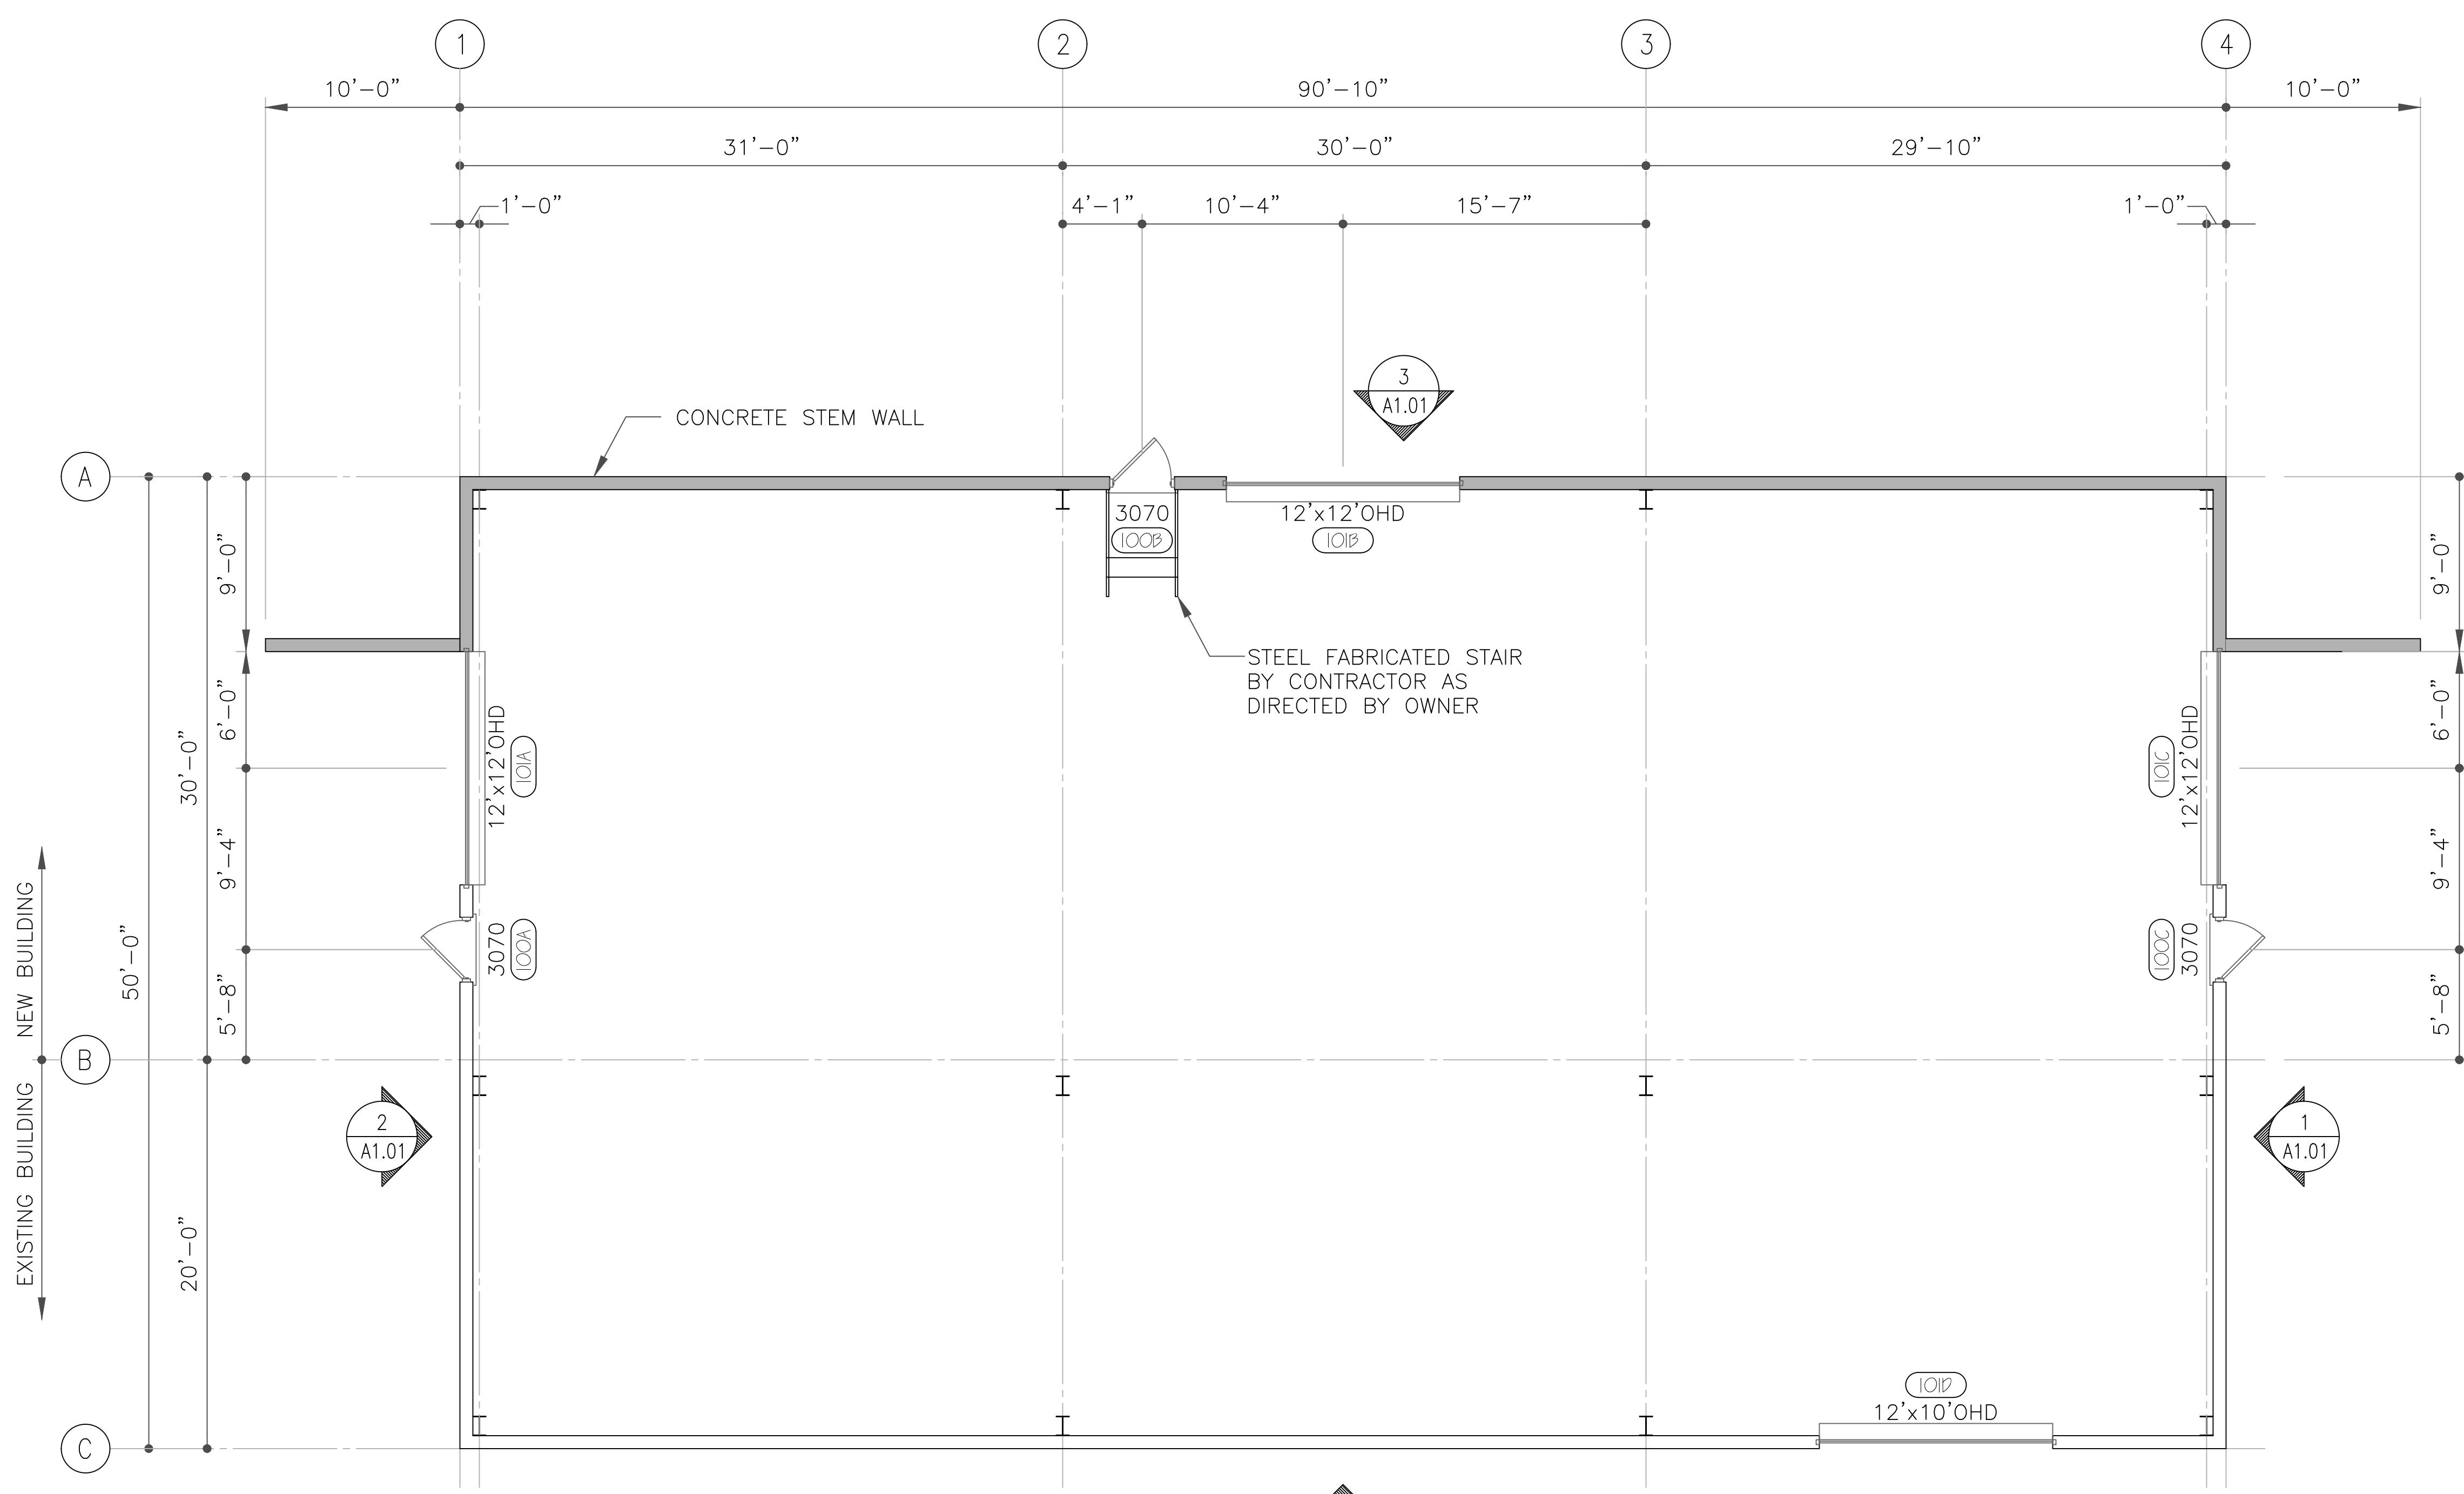 1
2
3
4
10'-0"
90'-10"
10'-0"
31'-0"
30'-0"
29'-10"
1'-0"
4'-1"
10'-4"
15'-7"
1'-0"
3
A1.01
CONCRETE STEM WALL
A
3070
100B
12'x12'OHD
101B
9'-0"
9'-0"
STEEL FABRICATED STAIR
BY CONTRACTOR AS
DIRECTED BY OWNER
6'-0"
6'-0"
30'-0"
12'x12'OHD
101A
101C
12'x12'OHD
9'-4"
9'-4"
NEW BUILDING
50'-0"
3070
100A
100C
3070
5'-8"
5'-8"
B
EXISTING BUILDING
2
A1.01
1
A1.01
20'-0"
101D
12'x10'OHD
C